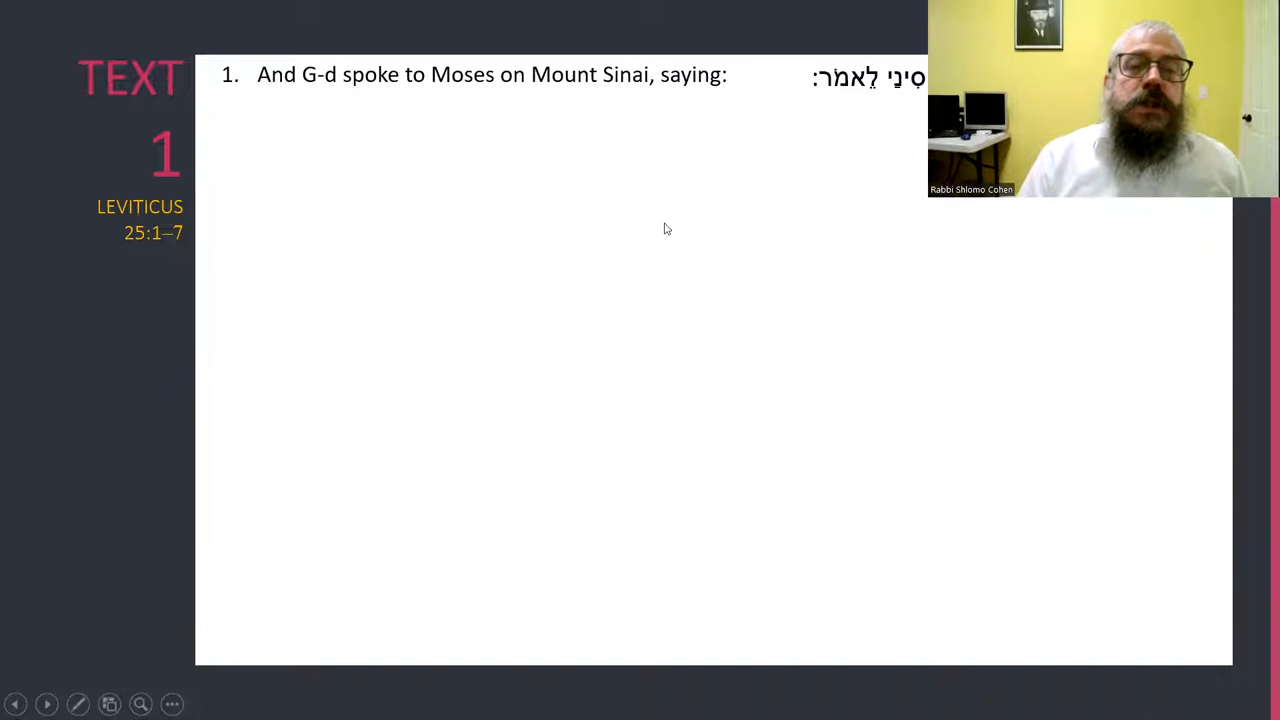 TEXT
1
LEVITICUS
25:1–7
1. And G-d spoke to Moses on Mount Sinai, saying:
סִינַי לֵאמֹר:
Rabbi Shlomo Cohen